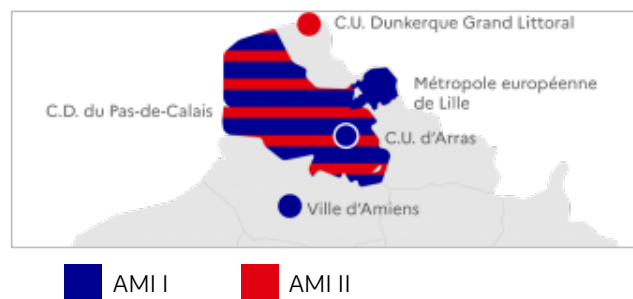 C.U. Dunkerque Grand Littoral
Métropole européenne
de Lille
C.D. du Pas-de-Calais
C.U. d'Arras
Ville d'Amiens
AMI I
AMI II